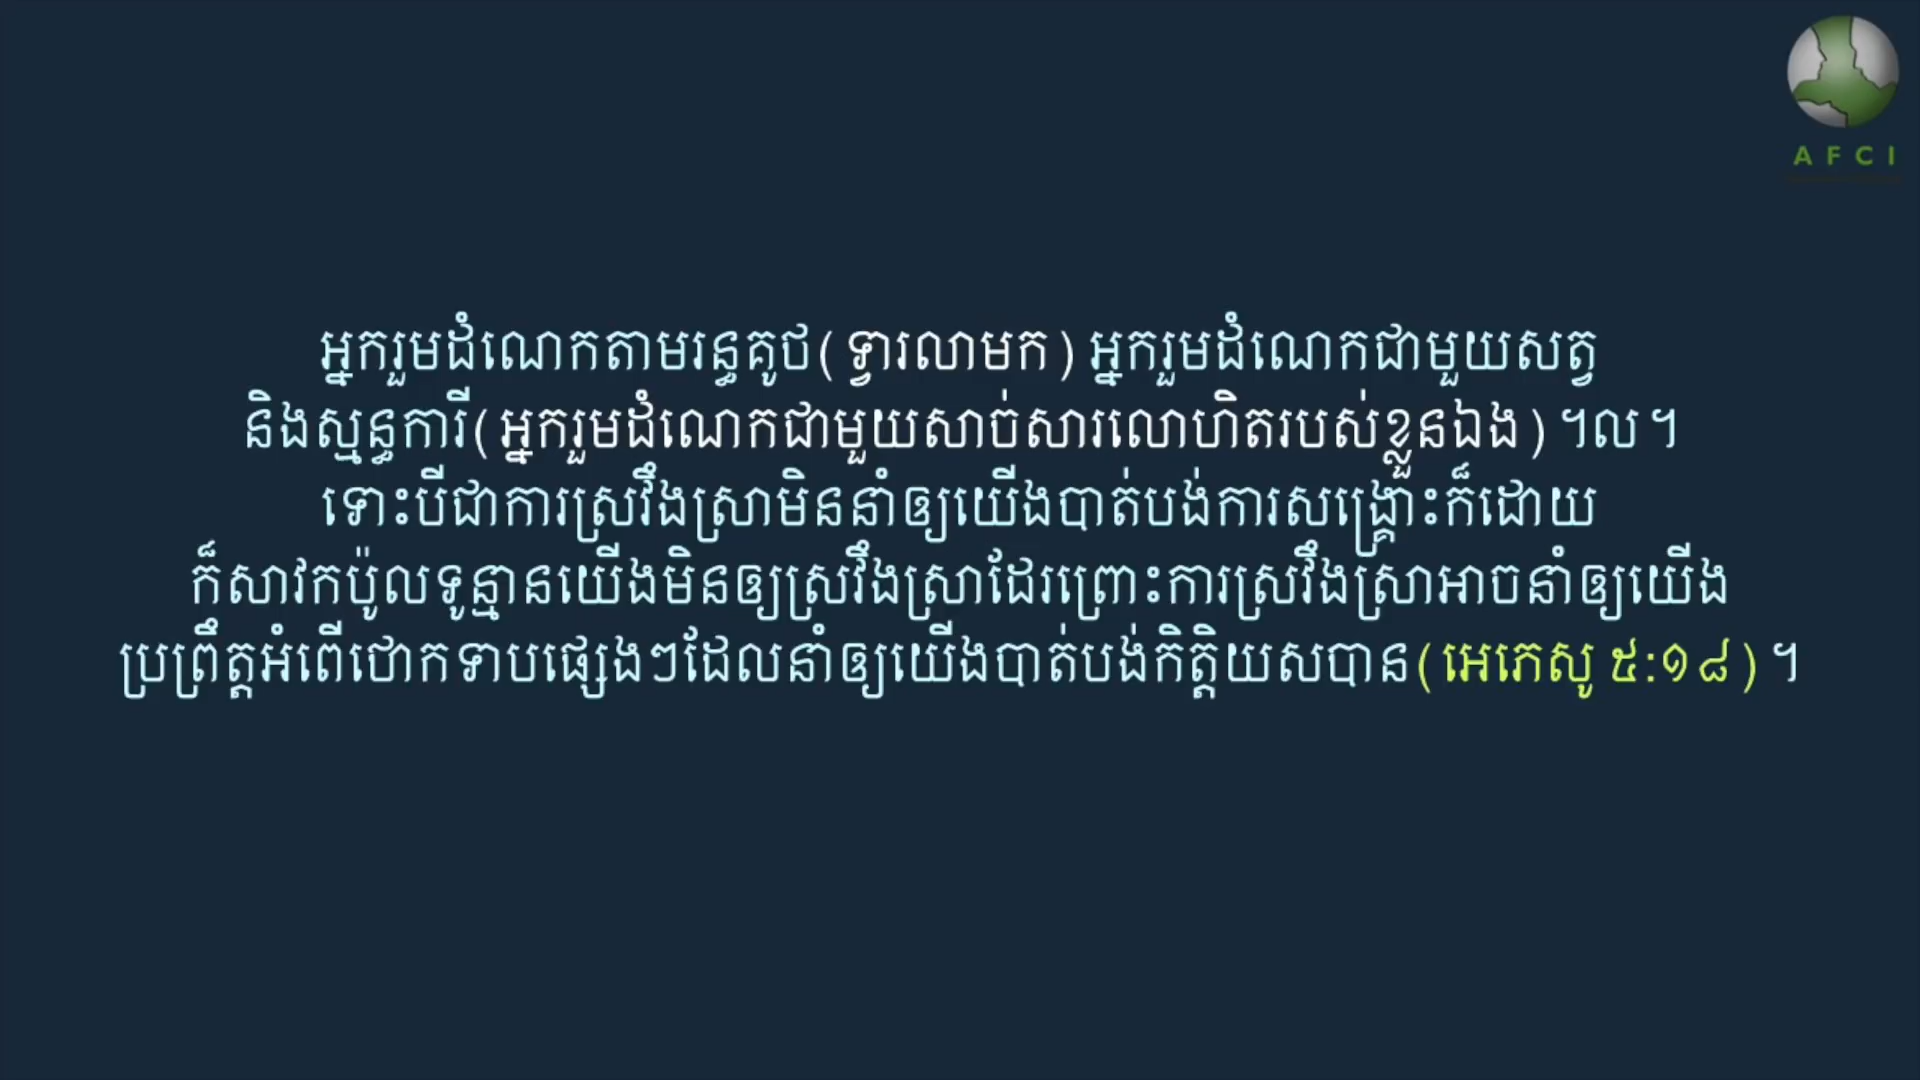 AFCI
អ្នករួមដំណេកតាមរន្ធគូថ(ទ្វារលាមក)អ្នករួមដំណេកជាមួយសត្វ
និងស្មន្ធការី(អ្នករួមដំណេកជាមួយសាច់សារលោហិតរបស់ខ្លួនឯង)។ល។
ទោះបីជាការស្រវឹងស្រាមិននាំឲ្យយើងបាត់បង់ការសង្គ្រោះក៏ដោយ
ក៏សាវកប៉ូលទូន្មានយើងមិនឲ្យស្រវឹងស្រាដែរព្រោះការស្រវឹងស្រាអាចនាំឲ្យយើង
ប្រព្រឹត្តអំពើថោកទាបផ្សេងៗដែលនាំឲ្យយើងបាត់បង់កិត្តិយសបាន(អេភេសូ ៥:១៨)។